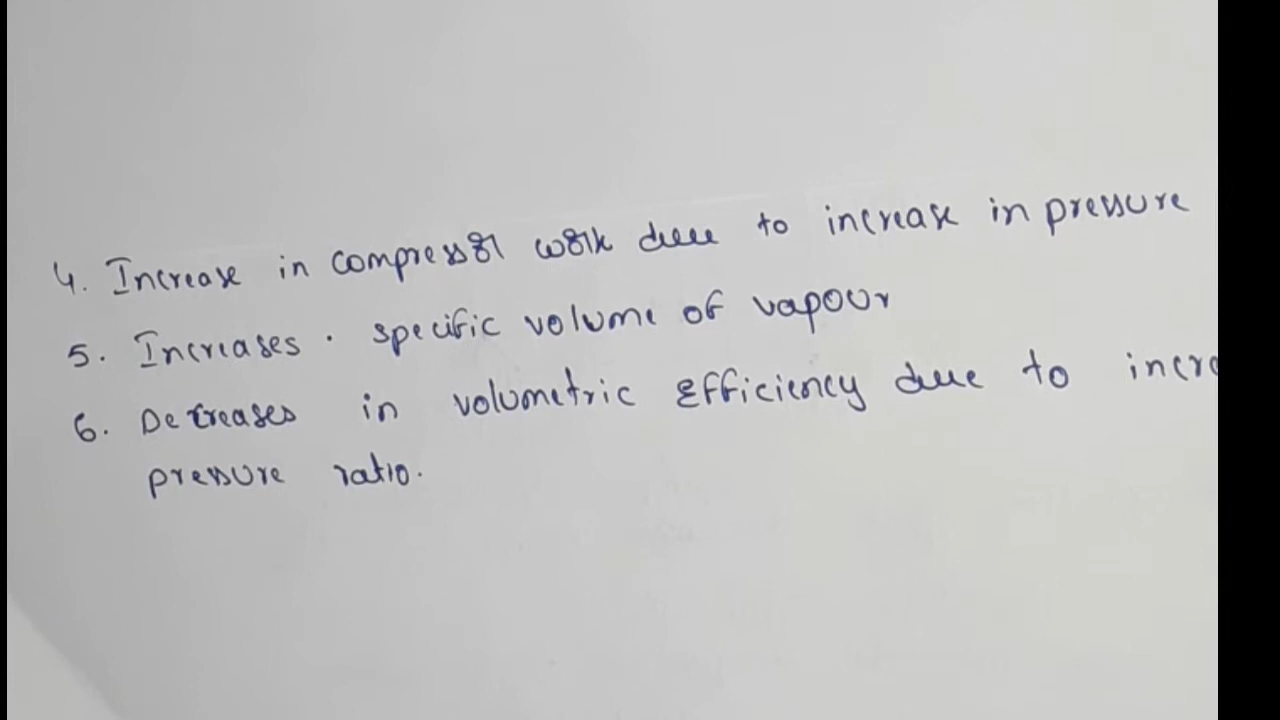 4. Increase in compressor work due to increase in pressure
5. Increases. specific volume of vapour
6. Decreases in volumetric Efficiency due to incre
pressure ratio.